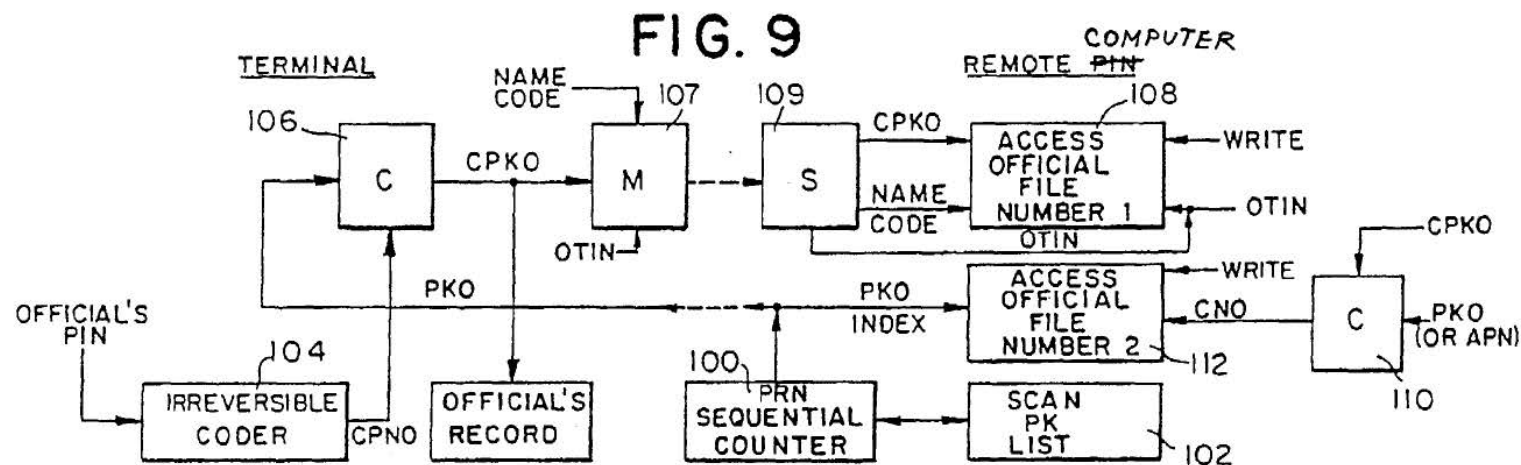 FIG. 9
COMPUTER
TERMINAL
REMOTE PIN
NAME
CODE
106
107
109
108
C
CPKO
M
S
CPKO
NAME
CODE
ACCESS
OFFICIAL
FILE
NUMBER 1
WRITE
OTIN
OTIN
OTIN
CPKO
PKO
PKO
INDEX
ACCESS
OFFICIAL
FILE
NUMBER 2
WRITE
CNO
C
PKO
(OR APN)
OFFICIAL'S
PIN
104
100
112
110
IRREVERSIBLE
CODER
CPNO
OFFICIAL'S
RECORD
PRN
SEQUENTIAL
COUNTER
SCAN
PK
LIST
102